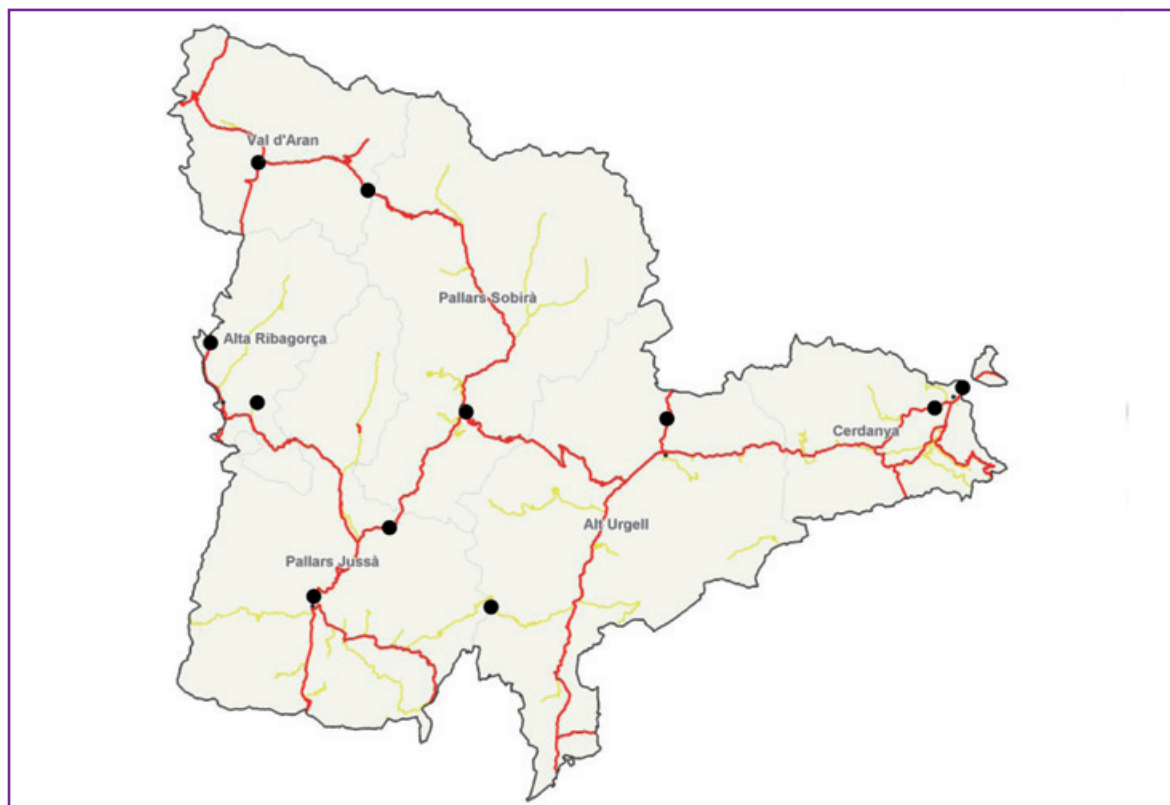 Val d'Aran
Pallars Sobirà
Alta Ribagorça
Cerdanya
Alt Urgell
Pallars Jussà